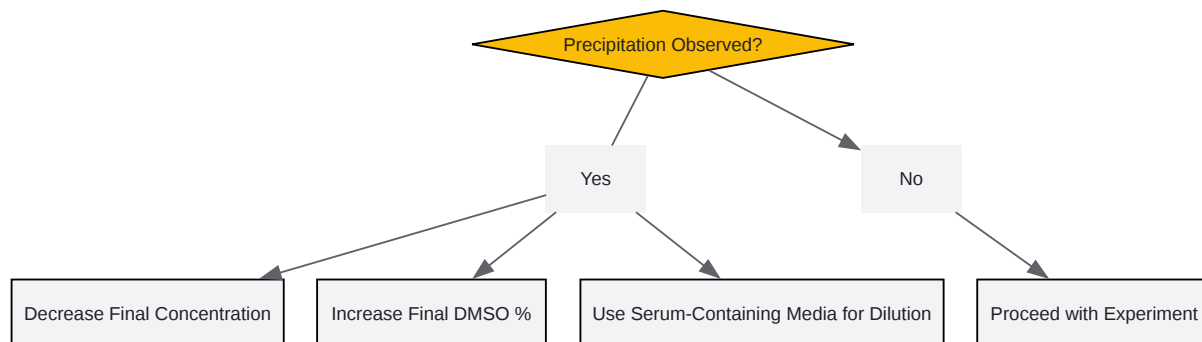 Precipitation Observed?
Yes
No
Decrease Final Concentration
Increase Final DMSO %
Use Serum-Containing Media for Dilution
Proceed with Experiment